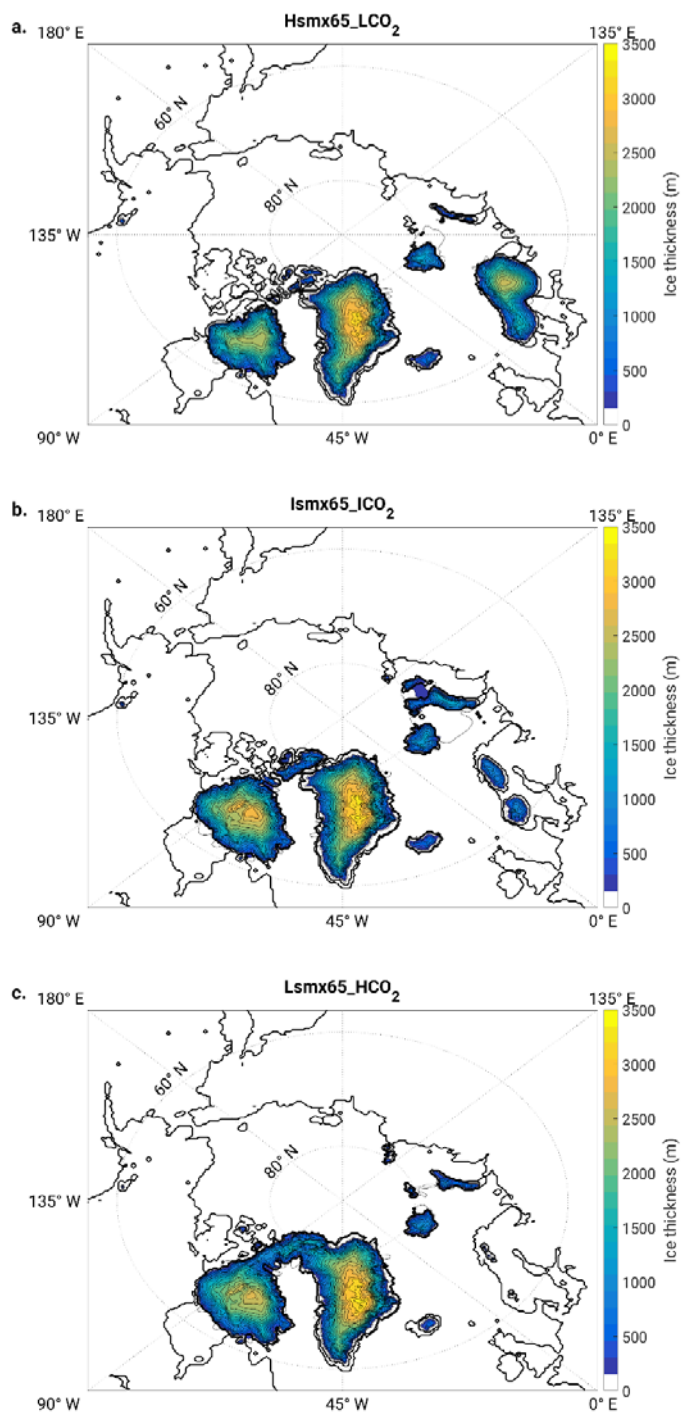 a.
Hsmx65_LCO2
180° E
135° E
60° N
80° N
135° W
90° W
45° W
0° E
3500
3000
2500
2000
1500
1000
500
0
Ice thickness (m)
b.
Ismx65_ICO2
180° E
135° E
60° N
80° N
135° W
90° W
45° W
0° E
3500
3000
2500
2000
1500
1000
500
0
Ice thickness (m)
c.
Lsmx65_HCO2
180° E
135° E
60° N
80° N
135° W
90° W
45° W
0° E
3500
3000
2500
2000
1500
1000
500
0
Ice thickness (m)